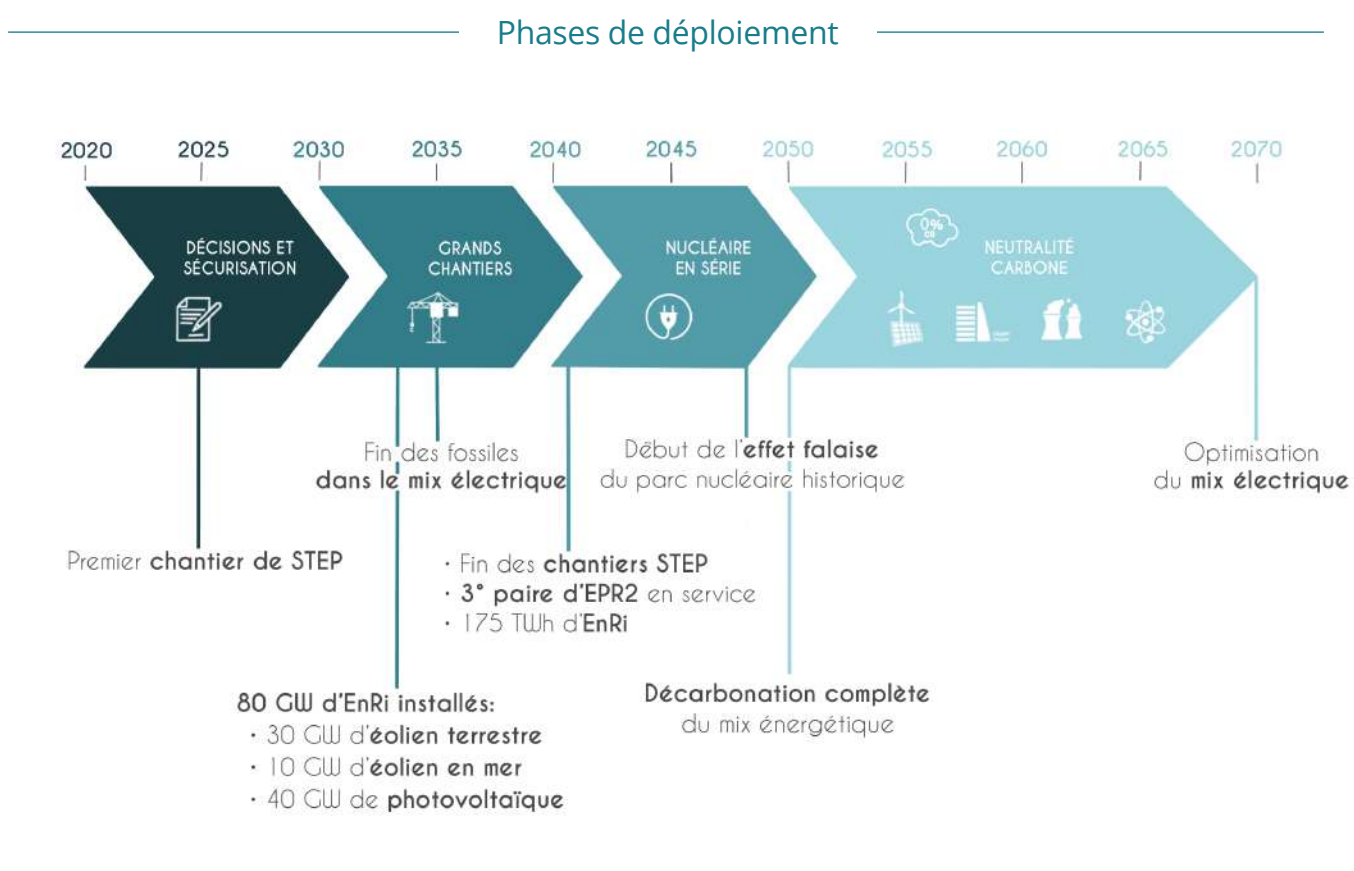 Phases de déploiement
2020 2025 2030 2035 2040 2045 2050 2055 2060 2065 2070
DÉCISIONS ET
SÉCURISATION
GRANDS
CHANTIERS
NUCLÉAIRE
EN SÉRIE
0%
NEUTRALITÉ
CARBONE
Fin des fossiles
dans le mix électrique
Début de l'effet falaise
du parc nucléaire historique
Optimisation
du mix électrique
Premier chantier de STEP
· Fin des chantiers STEP
· 3° paire d'EPR2 en service
· 175 TWh d'EnRi
80 GW d'EnRi installés:
· 30 GW d'éolien terrestre
· 10 GW d'éolien en mer
· 40 GW de photovoltaïque
Décarbonation complète
du mix énergétique